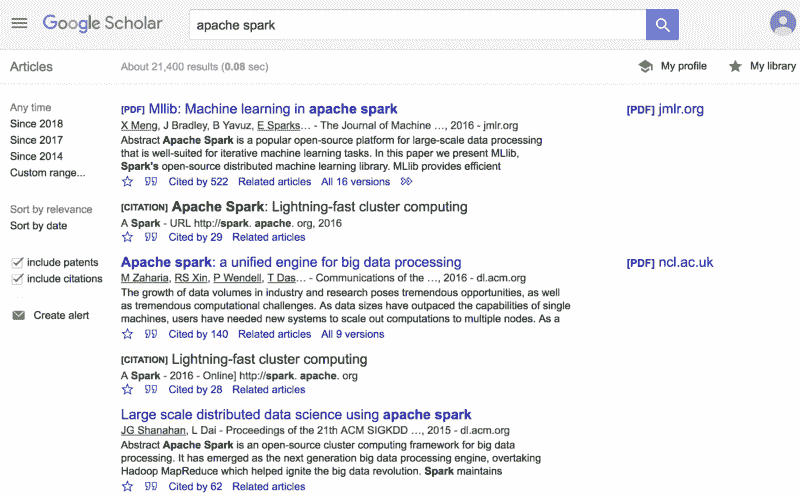 Google Scholar
apache spark
Articles
About 21,400 results (0.08 sec)
My profile
My library
Any time
Since 2018
Since 2017
Since 2014
Custom range...
Sort by relevance
Sort by date
include patents
include citations
Create alert
[PDF] Mllib: Machine learning in apache spark
X Meng, J Bradley, B Yavuz, E Sparks… - The Journal of Machine …, 2016 - jmlr.org
Abstract Apache Spark is a popular open-source platform for large-scale data processing
that is well-suited for iterative machine learning tasks. In this paper we present MLlib,
Spark's open-source distributed machine learning library. MLlib provides efficient
Cited by 522 Related articles All 16 versions
[PDF] jmlr.org
[CITATION] Apache Spark: Lightning-fast cluster computing
A Spark - URL http://spark. apache. org, 2016
Cited by 29 Related articles
Apache spark: a unified engine for big data processing
M Zaharia, RS Xin, P Wendell, T Das… - Communications of the …, 2016 - dl.acm.org
The growth of data volumes in industry and research poses tremendous opportunities, as well
as tremendous computational challenges. As data sizes have outpaced the capabilities of single
machines, users have needed new systems to scale out computations to multiple nodes. As a
Cited by 140 Related articles All 9 versions
[PDF] ncl.ac.uk
[CITATION] Lightning-fast cluster computing
A Spark - 2016 - Online] http://spark. apache. org
Cited by 28 Related articles
Large scale distributed data science using apache spark
JG Shanahan, L Dai - Proceedings of the 21th ACM SIGKDD …, 2015 - dl.acm.org
Abstract Apache Spark is an open-source cluster computing framework for big data
processing. It has emerged as the next generation big data processing engine, overtaking
Hadoop MapReduce which helped ignite the big data revolution. Spark maintains
Cited by 62 Related articles